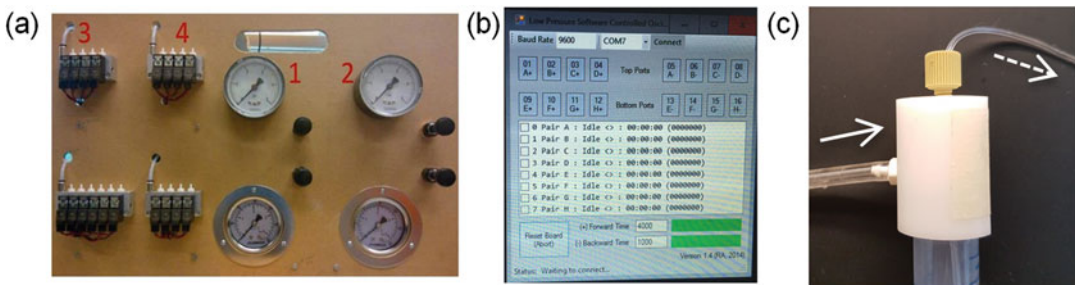 (a)
3
4
1
2
(b)
Low Pressure Software Controlled
Baud Rate 9600 COM7 Connect
01 A+ 02 B+ 03 C+ 04 D+ Top Ports 05 A- 06 B- 07 C- 08 D-
09 E+ 10 F+ 11 G+ 12 H+ Bottom Ports 13 E- 14 F- 15 G- 16 H-
0 Pair A : Idle <> : 00:00:00 (0000000)
1 Pair B : Idle <> : 00:00:00 (0000000)
2 Pair C : Idle <> : 00:00:00 (0000000)
3 Pair D : Idle <> : 00:00:00 (0000000)
4 Pair E : Idle <> : 00:00:00 (0000000)
5 Pair F : Idle <> : 00:00:00 (0000000)
6 Pair G : Idle <> : 00:00:00 (0000000)
7 Pair H : Idle <> : 00:00:00 (0000000)
Reset Board (Abort)
(+) Forward Time 4000
(-) Backward Time 1000
Version 1.4 (RA, 2014)
Status: Waiting to connect...
(c)